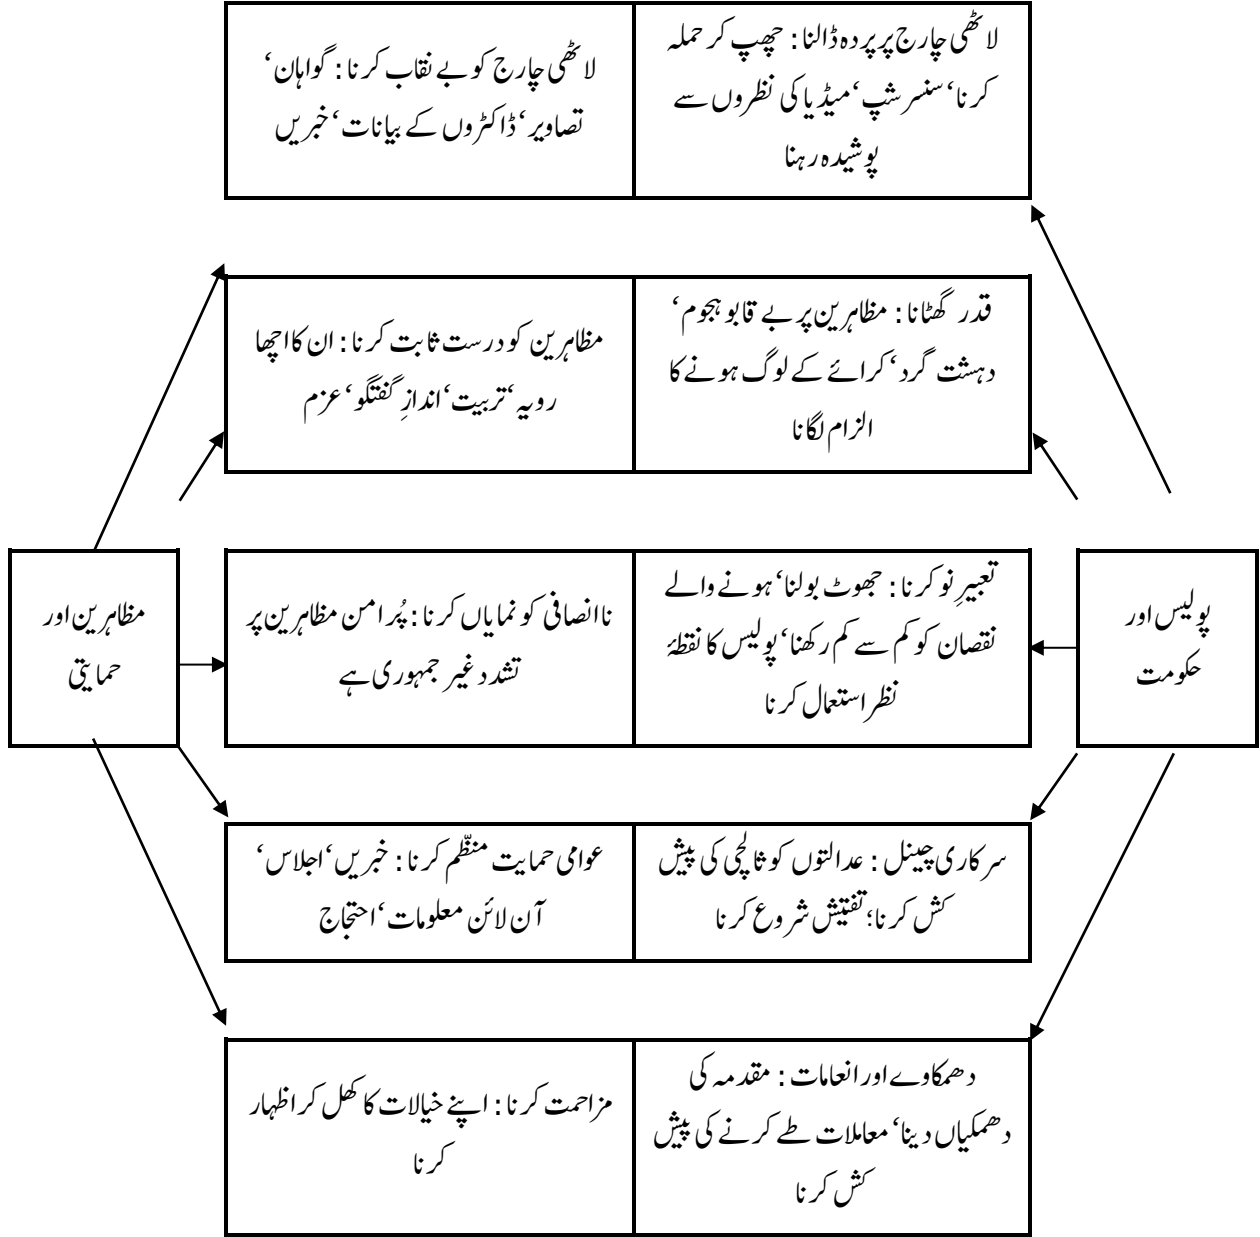 لاٹھی چارج پر پردہ ڈالنا: چھپ کر حملہ
کرنا‘ سنسر شپ‘ میڈیا کی نظروں سے
پوشیدہ رہنا
لاٹھی چارج کو بے نقاب کرنا: گواہان‘
تصاویر‘ ڈاکٹروں کے بیانات‘ خبریں
قدر گھٹانا: مظاہرین پر بے قابو ہجوم‘
دہشت گرد‘ کرائے کے لوگ ہونے کا
الزام لگانا
مظاہرین کو درست ثابت کرنا: ان کا اچھا
رویہ‘ تربیت‘ اندازِ گفتگو‘ عزم
پولیس اور
حکومت
تعبیرِ نو کرنا: جھوٹ بولنا‘ ہونے والے
نقصان کو کم سے کم رکھنا‘ پولیس کا نقطۂ
نظر استعمال کرنا
ناانصافی کو نمایاں کرنا: پُر امن مظاہرین پر
تشدد غیر جمہوری ہے
مظاہرین اور
حمایتی
سرکاری چینل: عدالتوں کو ثالچی کی پیش
کش کرنا؛ تفتیش شروع کرنا
عوامی حمایت منظّم کرنا: خبریں‘ اجلاس‘
آن لائن معلومات‘ احتجاج
دھمکاوے اور انعامات: مقدمہ کی
دھمکیاں دینا‘ معاملات طے کرنے کی پیش
کش کرنا
مزاحمت کرنا: اپنے خیالات کا کھل کر اظہار
کرنا